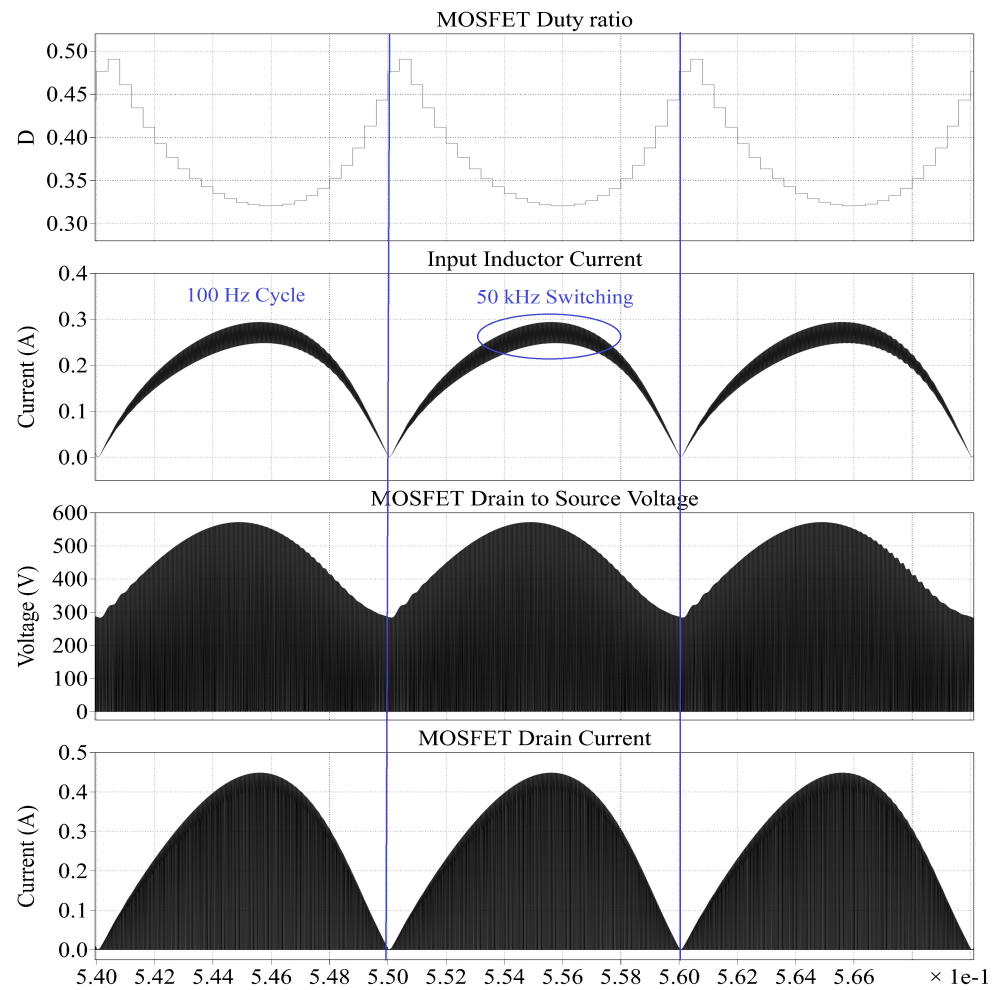 MOSFET Duty ratio
0.50
0.45
0.40
0.35
0.30
D
Input Inductor Current
0.4
0.3
0.2
0.1
0.0
Current (A)
100 Hz Cycle
50 kHz Switching
MOSFET Drain to Source Voltage
600
500
400
300
200
100
0
Voltage (V)
MOSFET Drain Current
0.5
0.4
0.3
0.2
0.1
0.0
Current (A)
5.40 5.42 5.44 5.46 5.48 5.50 5.52 5.54 5.56 5.58 5.60 5.62 5.64 5.66 × 1e-1